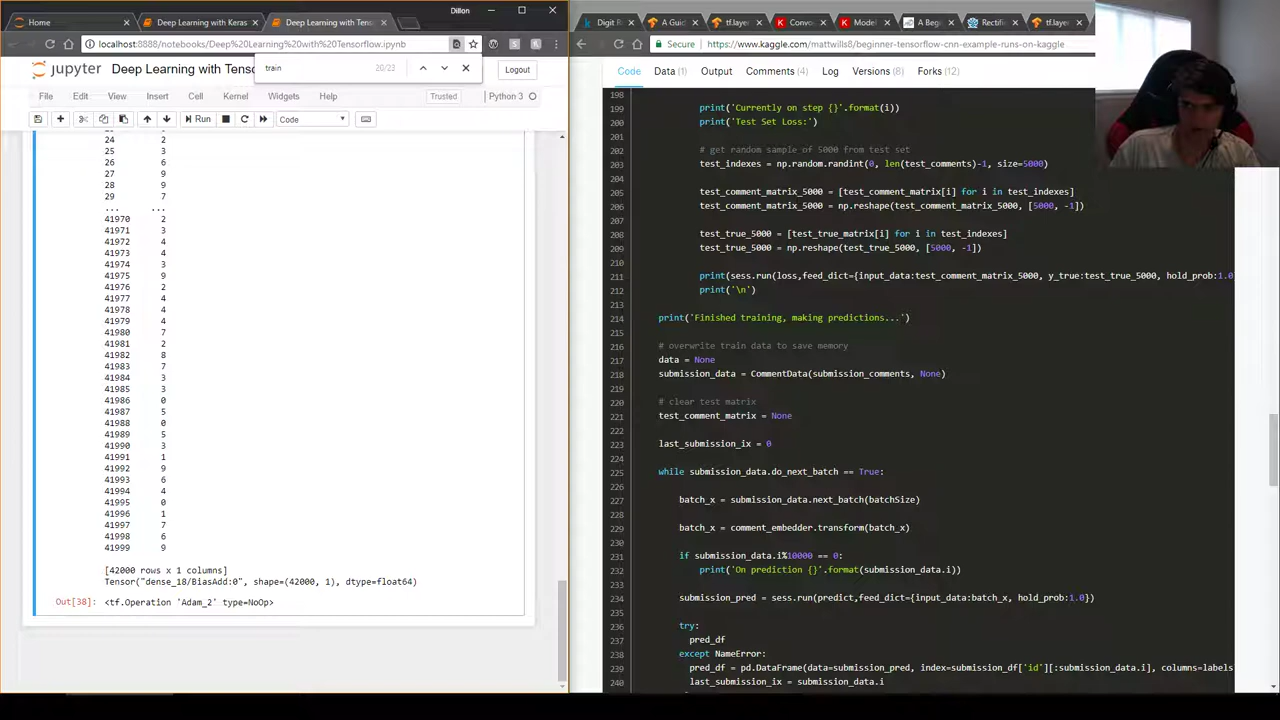 Dillon
Home
Deep Learning with Keras
Deep Learning with Tens
localhost:8888/notebooks/Deep%20Learning%20with%20Tensorflow.ipynb
train
20/23
jupyter
Deep Learning with Tenso
Logout
File
Edit
View
Insert
Cell
Kernel
Widgets
Help
Trusted
Python 3
Run
Code
24 2
25 3
26 6
27 9
28 9
29 7
... ...
41970 2
41971 3
41972 4
41973 4
41974 3
41975 9
41976 2
41977 4
41978 4
41979 4
41980 7
41981 2
41982 8
41983 7
41984 3
41985 3
41986 0
41987 5
41988 0
41989 5
41990 3
41991 1
41992 9
41993 6
41994 4
41995 0
41996 1
41997 7
41998 6
41999 9
[42000 rows x 1 columns]
Tensor("dense_18/BiasAdd:0", shape=(42000, 1), dtype=float64)
Out[38]: <tf.Operation 'Adam_2' type=NoOp>
Digit R
A Guid
tf.layer
Convo
Model
A Beg
Rectifi
tf.layer
Secure
https://www.kaggle.com/mattwills8/beginner-tensorflow-cnn-example-runs-on-kaggle
Code
Data (1)
Output
Comments (4)
Log
Versions (8)
Forks (12)
198
199 print('Currently on step {}'.format(i))
200 print('Test Set Loss:')
201
202 # get random sample of 5000 from test set
203 test_indexes = np.random.randint(0, len(test_comments)-1, size=5000)
204
205 test_comment_matrix_5000 = [test_comment_matrix[i] for i in test_indexes]
206 test_comment_matrix_5000 = np.reshape(test_comment_matrix_5000, [5000, -1])
207
208 test_true_5000 = [test_true_matrix[i] for i in test_indexes]
209 test_true_5000 = np.reshape(test_true_5000, [5000, -1])
210
211 print(sess.run(loss,feed_dict={input_data:test_comment_matrix_5000, y_true:test_true_5000, hold_prob:1.0
212 print('\n')
213
214 print('Finished training, making predictions...')
215
216 # overwrite train data to save memory
217 data = None
218 submission_data = CommentData(submission_comments, None)
219
220 # clear test matrix
221 test_comment_matrix = None
222
223 last_submission_ix = 0
224
225 while submission_data.do_next_batch == True:
226
227 batch_x = submission_data.next_batch(batchSize)
228
229 batch_x = comment_embedder.transform(batch_x)
230
231 if submission_data.i%10000 == 0:
232 print('On prediction {}'.format(submission_data.i))
233
234 submission_pred = sess.run(predict,feed_dict={input_data:batch_x, hold_prob:1.0})
235
236 try:
237 pred_df
238 except NameError:
239 pred_df = pd.DataFrame(data=submission_pred, index=submission_df['id'][:submission_data.i], columns=labels
240 last_submission_ix = submission_data.i